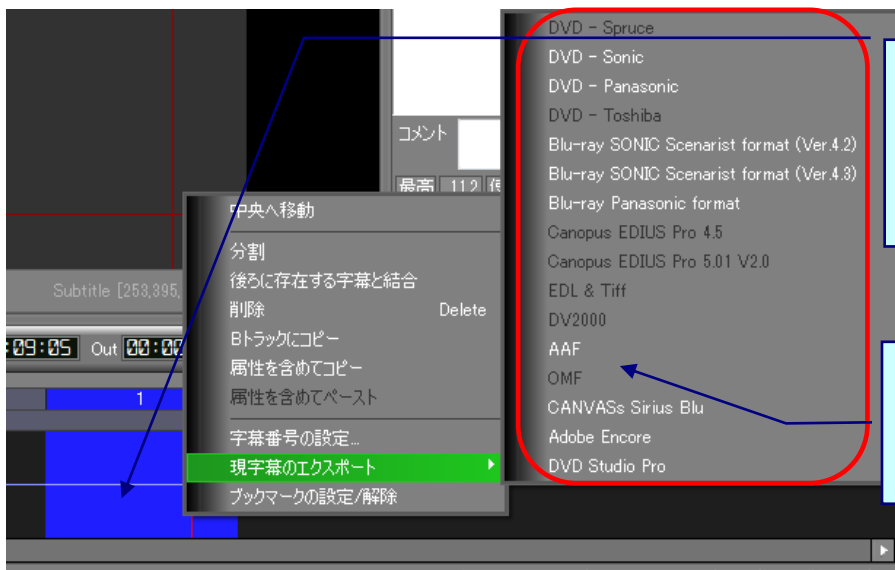 DVD - Spruce
DVD - Sonic
DVD - Panasonic
DVD - Toshiba
Blu-ray SONIC Scenarist format (Ver.4.2)
Blu-ray SONIC Scenarist format (Ver.4.3)
Blu-ray Panasonic format
Canopus EDIUS Pro 4.5
Canopus EDIUS Pro 5.01 V2.0
EDL & Tiff
DV2000
AAF
OMF
CANVASs Sirius Blu
Adobe Encore
DVD Studio Pro
コメント
最高 11.2
中央へ移動
分割
後ろに存在する字幕と結合
削除 Delete
Bトラックにコピー
属性を含めてコピー
属性を含めてペースト
字幕番号の設定...
現字幕のエクスポート
ブックマークの設定/解除
Subtitle [253,395,
:09:05 Out 00:00
1